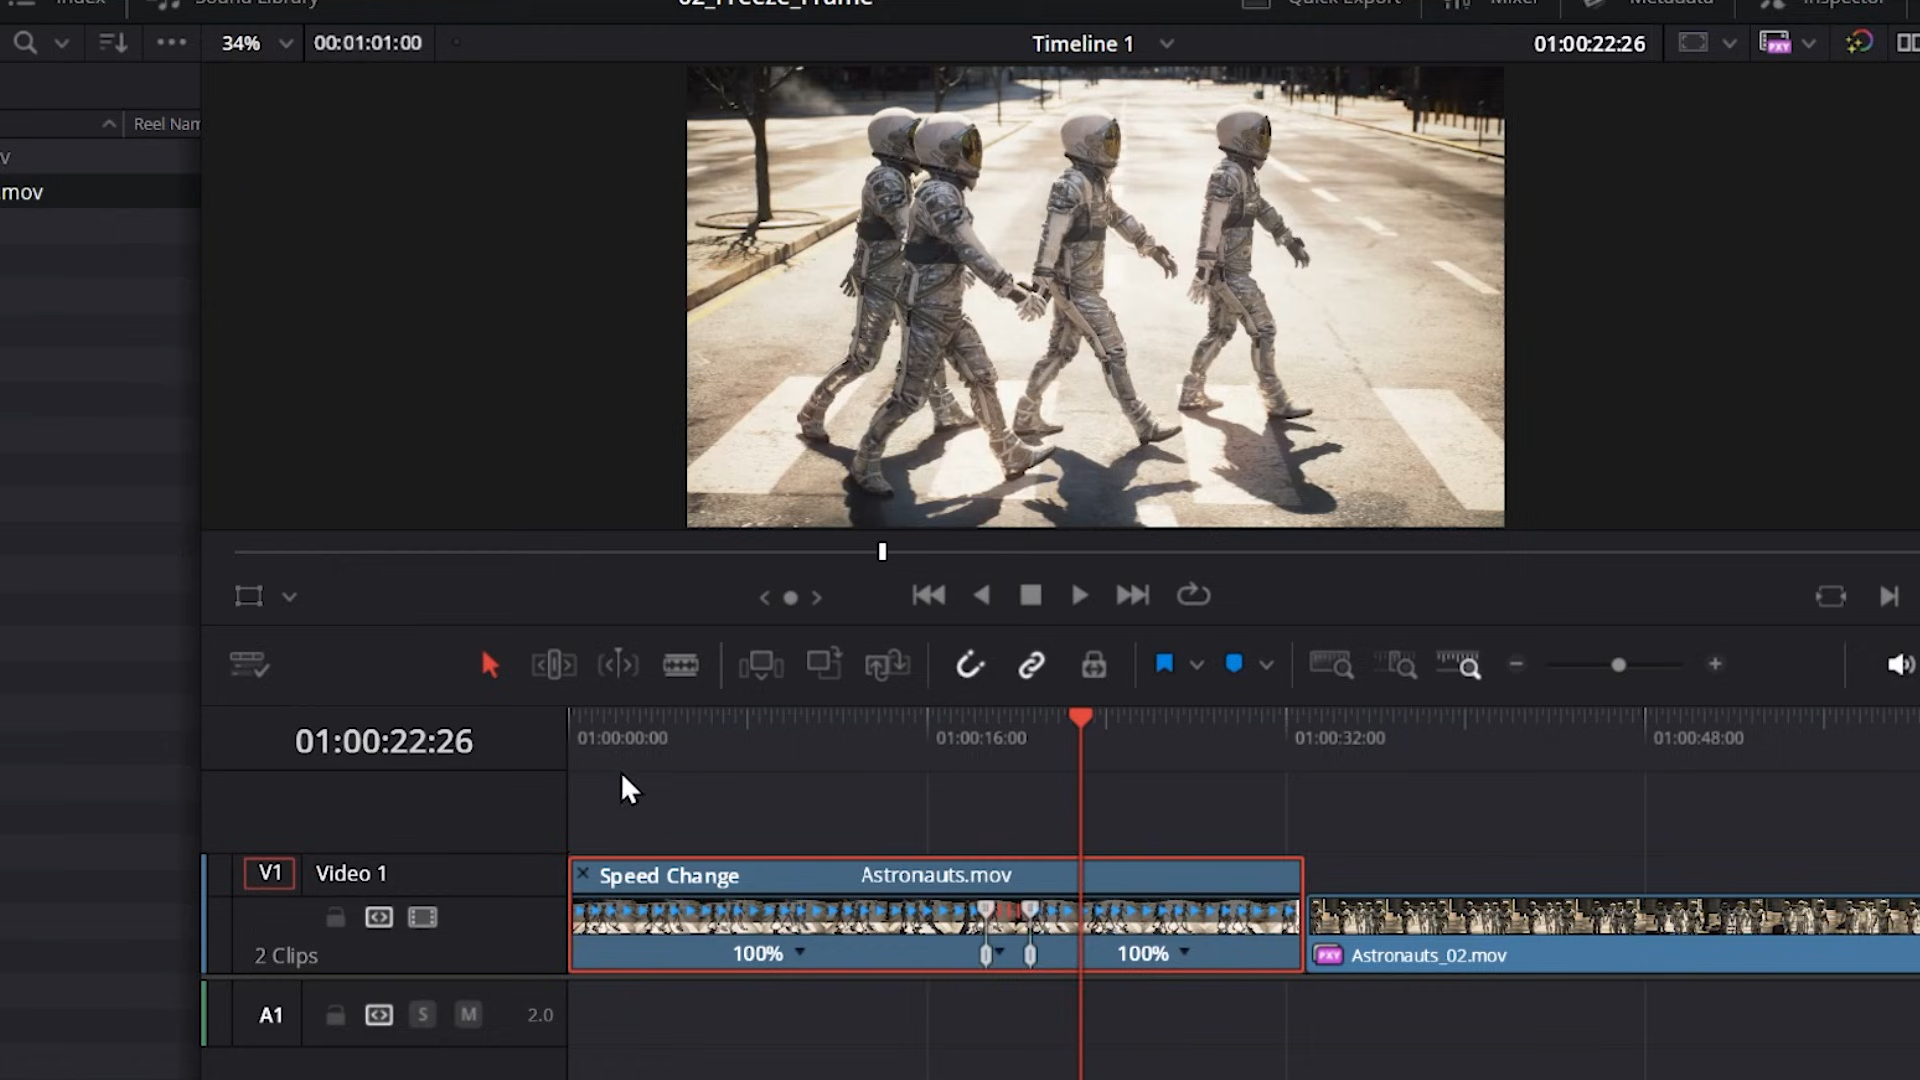 Index
Sound Library
02_Freeze_Frame
Quick Export
Mixer
Metadata
Inspector
34%
00:01:01:00
Timeline 1
01:00:22:26
PXY
Reel Nam
v
.mov
01:00:22:26
01:00:00:00
01:00:16:00
01:00:32:00
01:00:48:00
V1
Video 1
2 Clips
× Speed Change
Astronauts.mov
100%
100%
PXY
Astronauts_02.mov
A1
S
M
2.0